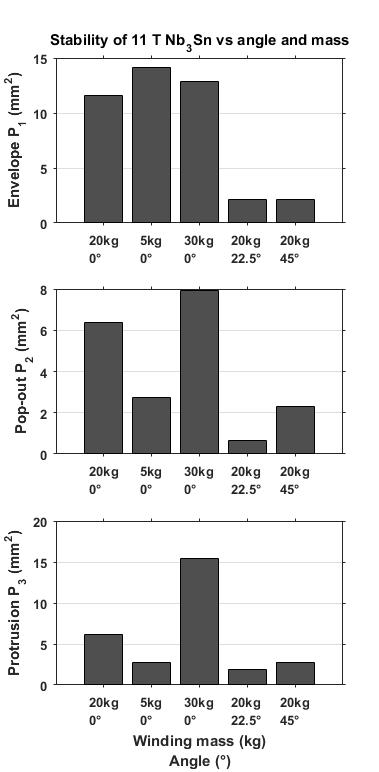 Stability of 11 T Nb3Sn vs angle and mass
Envelope P1 (mm2)
15
10
5
0
20kg 5kg 30kg 20kg 20kg
0° 0° 0° 22.5° 45°
Pop-out P2 (mm2)
8
6
4
2
0
20kg 5kg 30kg 20kg 20kg
0° 0° 0° 22.5° 45°
Protrusion P3 (mm2)
20
15
10
5
0
20kg 5kg 30kg 20kg 20kg
0° 0° 0° 22.5° 45°
Winding mass (kg)
Angle (°)